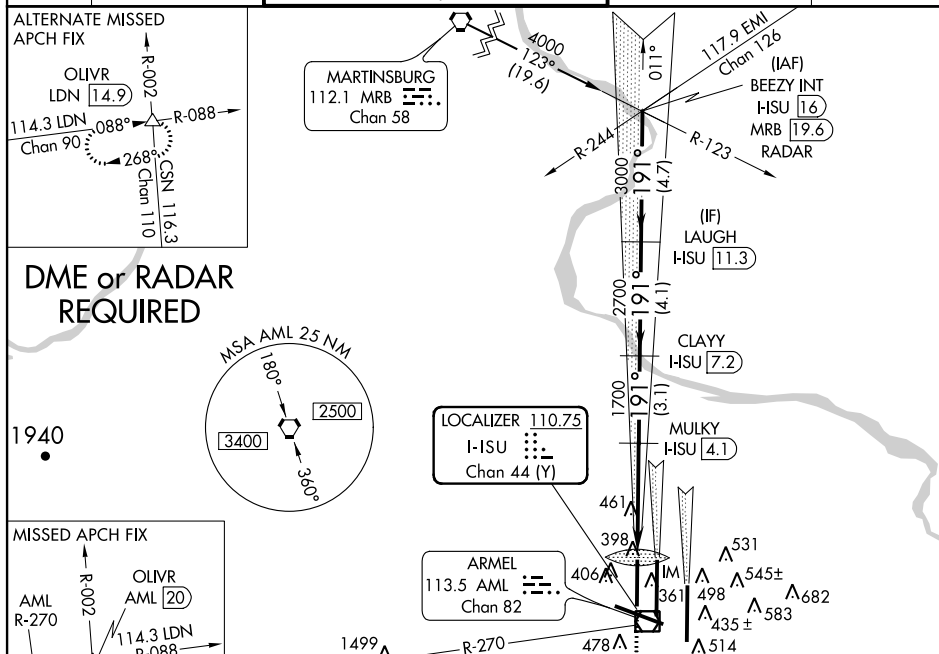 ALTERNATE MISSED
APCH FIX
R-002
OLIVR
LDN 14.9
114.3 LDN
088°
R-088
Chan 90
268°
CSN 116.3
Chan 110
DME or RADAR
REQUIRED
MARTINSBURG
112.1 MRB
Chan 58
4000
123°
(19.6)
011°
117.9 EMI
Chan 126
(IAF)
BEEZY INT
I-ISU 16
MRB 19.6
RADAR
R-244
R-123
3000
191°
(4.7)
(IF)
LAUGH
I-ISU 11.3
2700
191°
(4.1)
CLAYY
I-ISU 7.2
1700
191°
(3.1)
MULKY
I-ISU 4.1
MSA AML 25 NM
180°
2500
3400
360°
1940
LOCALIZER 110.75
I-ISU
Chan 44 (Y)
461
398
406
IM
361
531
545±
498
682
583
435±
514
478
ARMEL
113.5 AML
Chan 82
R-270
1499
MISSED APCH FIX
R-002
OLIVR
AML 20
AML
R-270
114.3 LDN
R-088